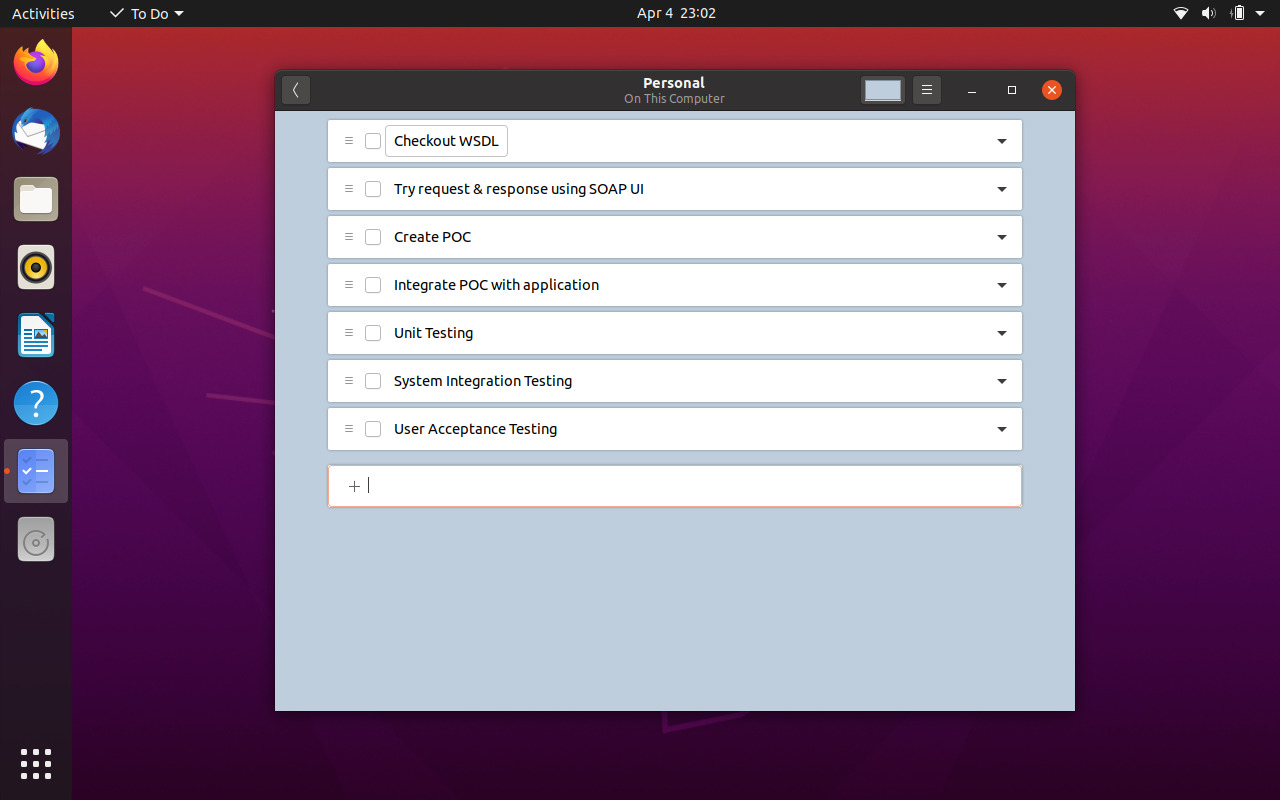 Activities
To Do
Apr 4 23:02
Personal
On This Computer
Checkout WSDL
Try request & response using SOAP UI
Create POC
Integrate POC with application
Unit Testing
System Integration Testing
User Acceptance Testing